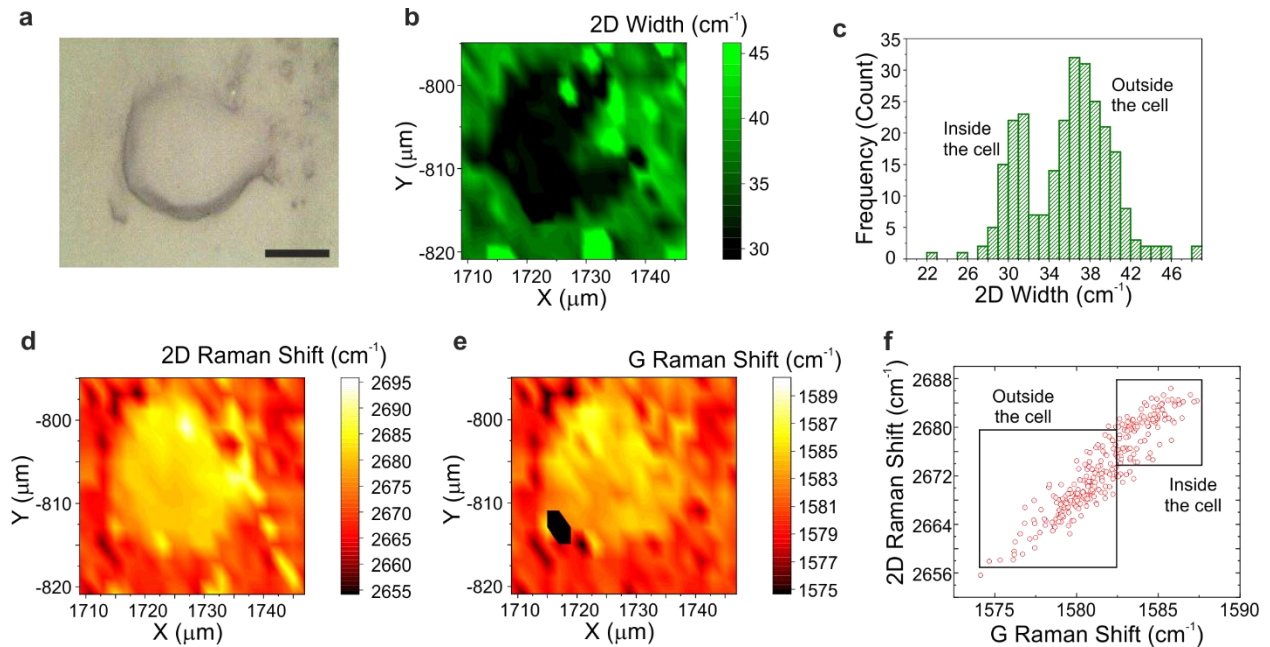 a
b
2D Width (cm⁻¹)
Y (μm)
-800
-810
-820
1710 1720 1730 1740
X (μm)
45
40
35
30
c
Frequency (Count)
35
30
25
20
15
10
5
0
Inside
the cell
Outside
the cell
22 26 30 34 38 42 46
2D Width (cm⁻¹)
d
2D Raman Shift (cm⁻¹)
Y (μm)
-800
-810
-820
1710 1720 1730 1740
X (μm)
2695
2690
2685
2680
2675
2670
2665
2660
2655
e
G Raman Shift (cm⁻¹)
Y (μm)
-800
-810
-820
1710 1720 1730 1740
X (μm)
1589
1587
1585
1583
1581
1579
1577
1575
f
2D Raman Shift (cm⁻¹)
2688
2680
2672
2664
2656
Outside
the cell
Inside
the cell
1575 1580 1585 1590
G Raman Shift (cm⁻¹)